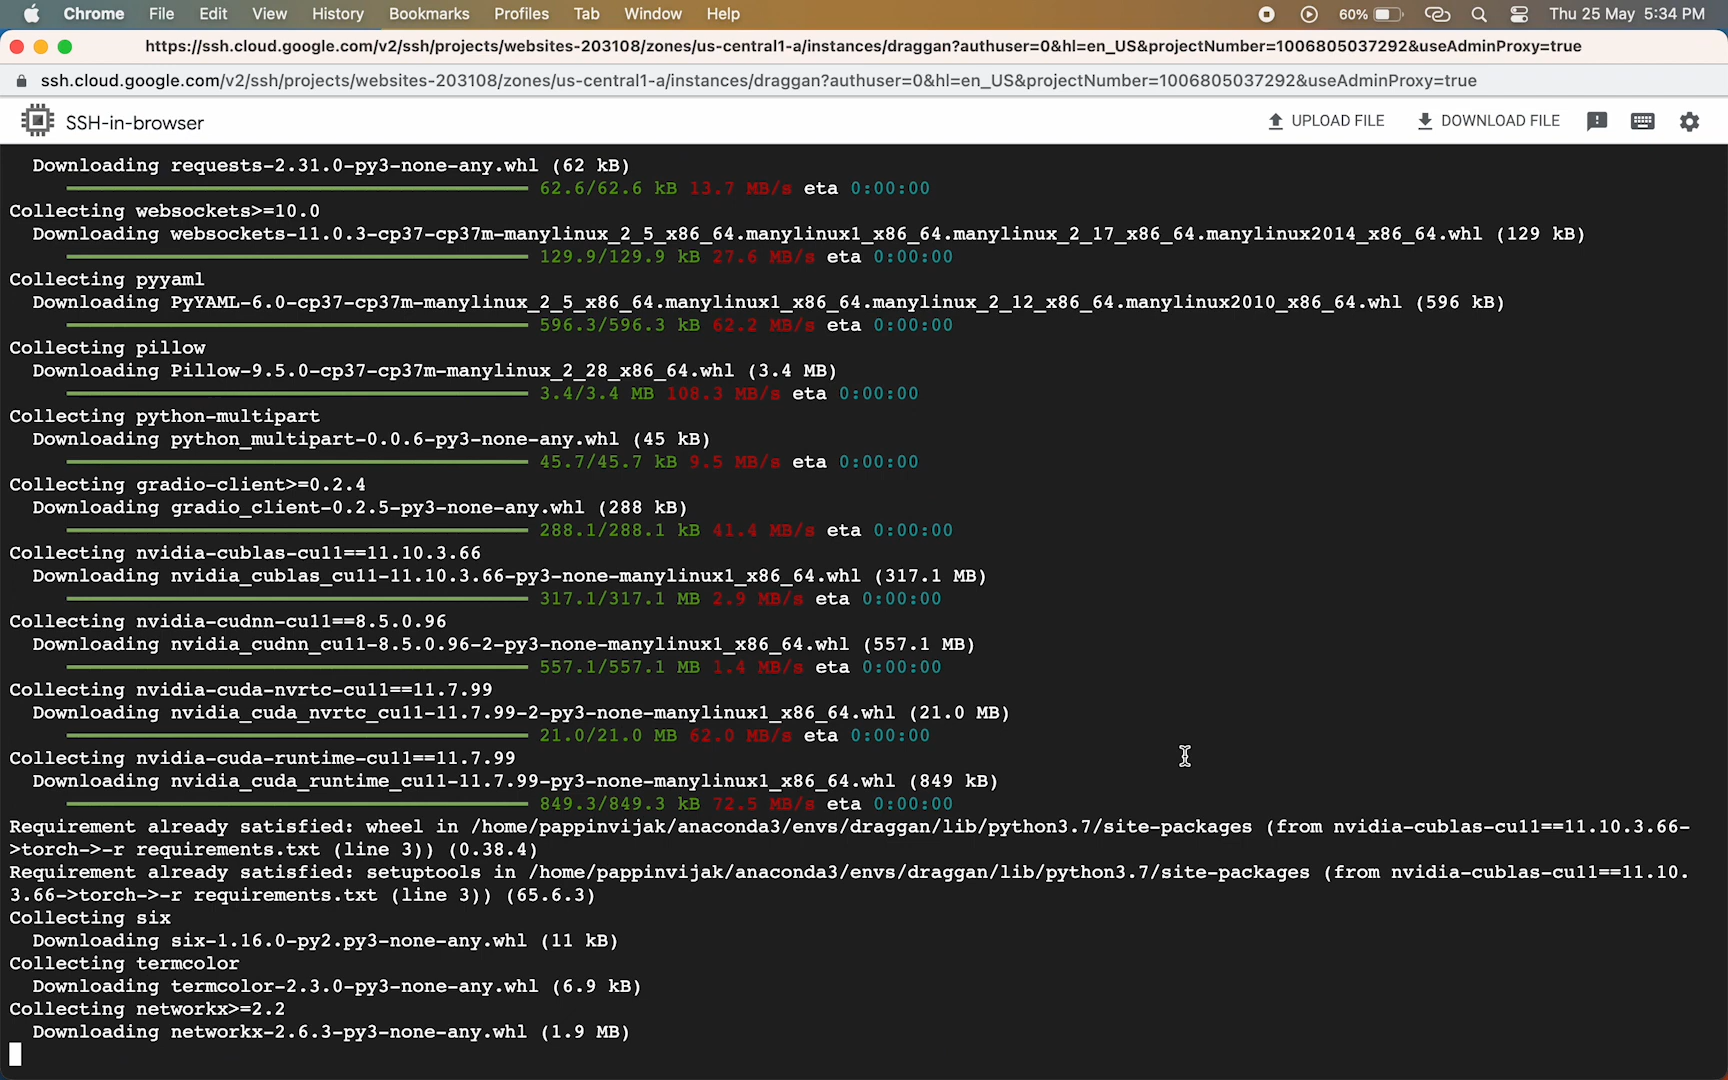 Chrome File Edit View History Bookmarks Profiles Tab Window Help 60% Thu 25 May 5:34 PM
https://ssh.cloud.google.com/v2/ssh/projects/websites-203108/zones/us-central1-a/instances/draggan?authuser=0&hl=en_US&projectNumber=1006805037292&useAdminProxy=true
ssh.cloud.google.com/v2/ssh/projects/websites-203108/zones/us-central1-a/instances/draggan?authuser=0&hl=en_US&projectNumber=1006805037292&useAdminProxy=true
SSH-in-browser UPLOAD FILE DOWNLOAD FILE
Downloading requests-2.31.0-py3-none-any.whl (62 kB)
62.6/62.6 kB 13.7 MB/s eta 0:00:00
Collecting websockets>=10.0
Downloading websockets-11.0.3-cp37-cp37m-manylinux_2_5_x86_64.manylinux1_x86_64.manylinux_2_17_x86_64.manylinux2014_x86_64.whl (129 kB)
129.9/129.9 kB 27.6 MB/s eta 0:00:00
Collecting pyyaml
Downloading PyYAML-6.0-cp37-cp37m-manylinux_2_5_x86_64.manylinux1_x86_64.manylinux_2_12_x86_64.manylinux2010_x86_64.whl (596 kB)
596.3/596.3 kB 62.2 MB/s eta 0:00:00
Collecting pillow
Downloading Pillow-9.5.0-cp37-cp37m-manylinux_2_28_x86_64.whl (3.4 MB)
3.4/3.4 MB 108.3 MB/s eta 0:00:00
Collecting python-multipart
Downloading python_multipart-0.0.6-py3-none-any.whl (45 kB)
45.7/45.7 kB 9.5 MB/s eta 0:00:00
Collecting gradio-client>=0.2.4
Downloading gradio_client-0.2.5-py3-none-any.whl (288 kB)
288.1/288.1 kB 41.4 MB/s eta 0:00:00
Collecting nvidia-cublas-cu11==11.10.3.66
Downloading nvidia_cublas_cu11-11.10.3.66-py3-none-manylinux1_x86_64.whl (317.1 MB)
317.1/317.1 MB 2.9 MB/s eta 0:00:00
Collecting nvidia-cudnn-cu11==8.5.0.96
Downloading nvidia_cudnn_cu11-8.5.0.96-2-py3-none-manylinux1_x86_64.whl (557.1 MB)
557.1/557.1 MB 1.4 MB/s eta 0:00:00
Collecting nvidia-cuda-nvrtc-cu11==11.7.99
Downloading nvidia_cuda_nvrtc_cu11-11.7.99-2-py3-none-manylinux1_x86_64.whl (21.0 MB)
21.0/21.0 MB 62.0 MB/s eta 0:00:00
Collecting nvidia-cuda-runtime-cu11==11.7.99
Downloading nvidia_cuda_runtime_cu11-11.7.99-py3-none-manylinux1_x86_64.whl (849 kB)
849.3/849.3 kB 72.5 MB/s eta 0:00:00
Requirement already satisfied: wheel in /home/pappinvijak/anaconda3/envs/draggan/lib/python3.7/site-packages (from nvidia-cublas-cu11==11.10.3.66-
>torch->-r requirements.txt (line 3)) (0.38.4)
Requirement already satisfied: setuptools in /home/pappinvijak/anaconda3/envs/draggan/lib/python3.7/site-packages (from nvidia-cublas-cu11==11.10.
3.66->torch->-r requirements.txt (line 3)) (65.6.3)
Collecting six
Downloading six-1.16.0-py2.py3-none-any.whl (11 kB)
Collecting termcolor
Downloading termcolor-2.3.0-py3-none-any.whl (6.9 kB)
Collecting networkx>=2.2
Downloading networkx-2.6.3-py3-none-any.whl (1.9 MB)